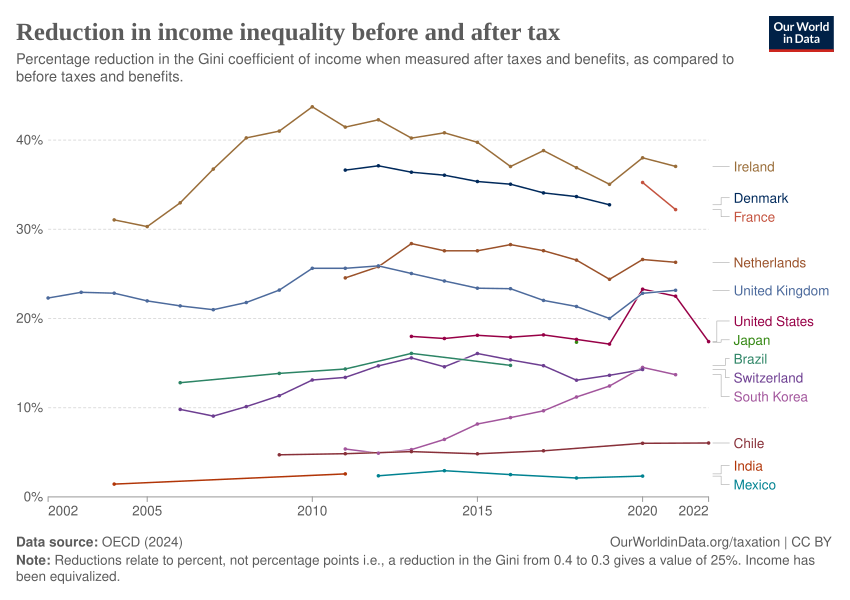 Reduction in income inequality before and after tax
Our World
in Data
Percentage reduction in the Gini coefficient of income when measured after taxes and benefits, as compared to
before taxes and benefits.
40%
30%
20%
10%
0%
Ireland
Denmark
France
Netherlands
United Kingdom
United States
Japan
Brazil
Switzerland
South Korea
Chile
India
Mexico
2002 2005 2010 2015 2020 2022
Data source: OECD (2024)
OurWorldinData.org/taxation | CC BY
Note: Reductions relate to percent, not percentage points i.e., a reduction in the Gini from 0.4 to 0.3 gives a value of 25%. Income has
been equivalized.